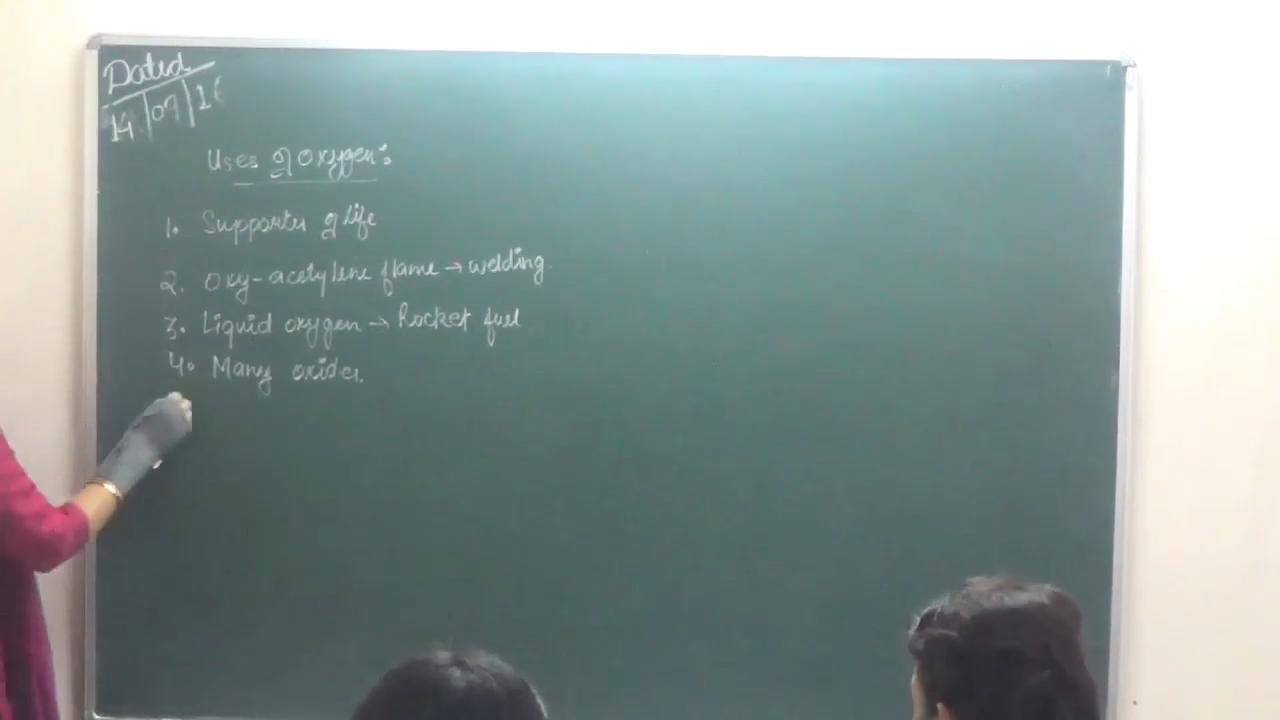 Dated
14/09/16
Uses of Oxygen:
1. Supporter of life
2. Oxy-acetylene flame → welding.
3. Liquid oxygen → Rocket fuel
4. Many oxides.